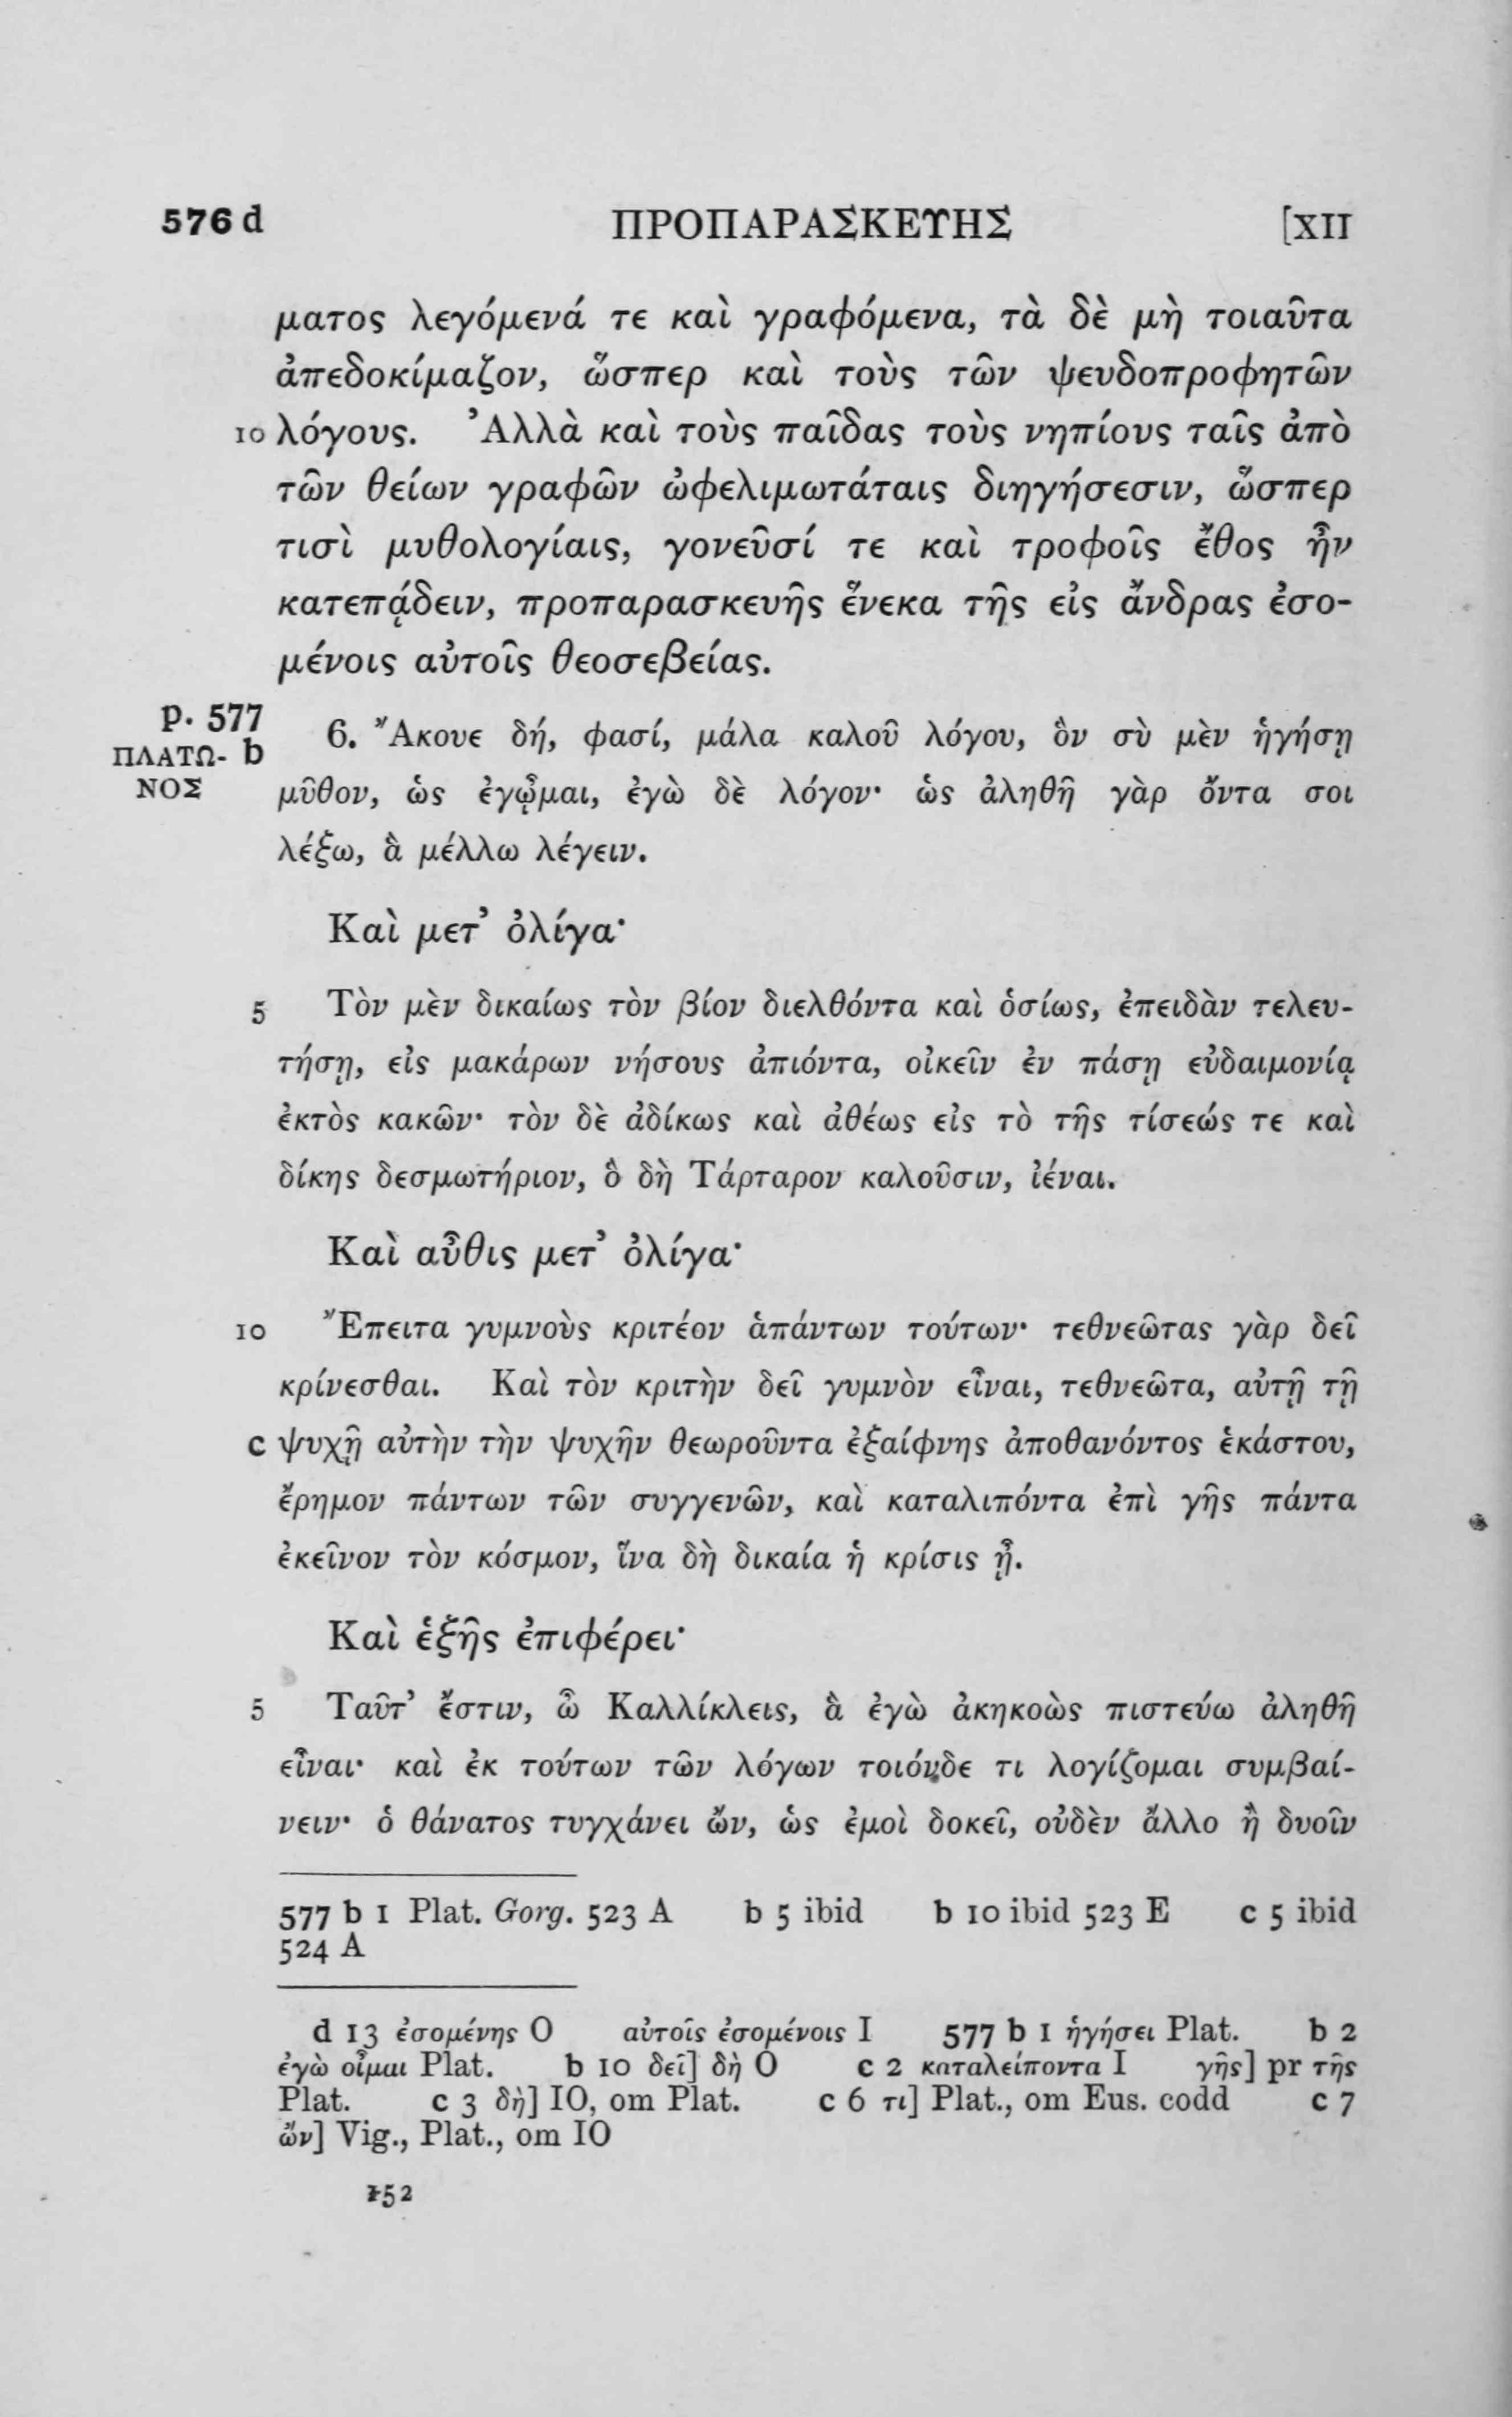 576 d ΠΡΟΠΑΡΑΣΚΕΥΗΣ [XII
ματος λεγόμενά τε καὶ γραφόμενα, τὰ δὲ μὴ τοιαῦτα
ἀπεδοκίμαζον, ὥσπερ καὶ τοὺς τῶν ψευδοπροφητῶν
10 λόγους. Ἀλλὰ καὶ τοὺς παῖδας τοὺς νηπίους ταῖς ἀπὸ
τῶν θείων γραφῶν ὠφελιμωτάταις διηγήσεσιν, ὥσπερ
τισὶ μυθολογίαις, γονεῦσί τε καὶ τροφοῖς ἔθος ἦν
κατεπᾴδειν, προπαρασκευῆς ἕνεκα τῆς εἰς ἄνδρας ἐσο-
μένοις αὐτοῖς θεοσεβείας.
p. 577
6. Ἄκουε δή, φασί, μάλα καλοῦ λόγου, ὃν σὺ μὲν ἡγήσῃ
ΠΛΑΤΩ- b
ΝΟΣ
μῦθον, ὡς ἐγᾦμαι, ἐγὼ δὲ λόγον· ὡς ἀληθῆ γὰρ ὄντα σοι
λέξω, ἃ μέλλω λέγειν.
Καὶ μετ’ ὀλίγα·
5 Τὸν μὲν δικαίως τὸν βίον διελθόντα καὶ ὁσίως, ἐπειδὰν τελευ-
τήσῃ, εἰς μακάρων νήσους ἀπιόντα, οἰκεῖν ἐν πάσῃ εὐδαιμονίᾳ
ἐκτὸς κακῶν· τὸν δὲ ἀδίκως καὶ ἀθέως εἰς τὸ τῆς τίσεώς τε καὶ
δίκης δεσμωτήριον, ὃ δὴ Τάρταρον καλοῦσιν, ἰέναι.
Καὶ αὖθις μετ’ ὀλίγα·
10 Ἔπειτα γυμνοὺς κριτέον ἁπάντων τούτων· τεθνεῶτας γὰρ δεῖ
κρίνεσθαι. Καὶ τὸν κριτὴν δεῖ γυμνὸν εἶναι, τεθνεῶτα, αὐτῇ τῇ
c ψυχῇ αὐτὴν τὴν ψυχῆν θεωροῦντα ἐξαίφνης ἀποθανόντος ἑκάστου,
ἔρημον πάντων τῶν συγγενῶν, καὶ καταλιπόντα ἐπὶ γῆς πάντα
ἐκεῖνον τὸν κόσμον, ἵνα δὴ δικαία ἡ κρίσις ᾖ.
Καὶ ἑξῆς ἐπιφέρει·
5 Ταῦτ’ ἔστιν, ὦ Καλλίκλεις, ἃ ἐγὼ ἀκηκοὼς πιστεύω ἀληθῆ
εἶναι· καὶ ἐκ τούτων τῶν λόγων τοιόνδε τι λογίζομαι συμβαί-
νειν· ὁ θάνατος τυγχάνει ὤν, ὡς ἐμοὶ δοκεῖ, οὐδὲν ἄλλο ἢ δυοῖν
577 b 1 Plat. Gorg. 523 A b 5 ibid b 10 ibid 523 E c 5 ibid
524 A
d 13 ἐσομένης O αὐτοῖς ἐσομένοις I 577 b 1 ἡγήσει Plat. b 2
ἐγὼ οἶμαι Plat. b 10 δεῖ] δὴ O c 2 καταλείποντα I γῆς] pr τῆς
Plat. c 3 δὴ] IO, om Plat. c 6 τι] Plat., om Eus. codd c 7
ὤν] Vig., Plat., om IO
152